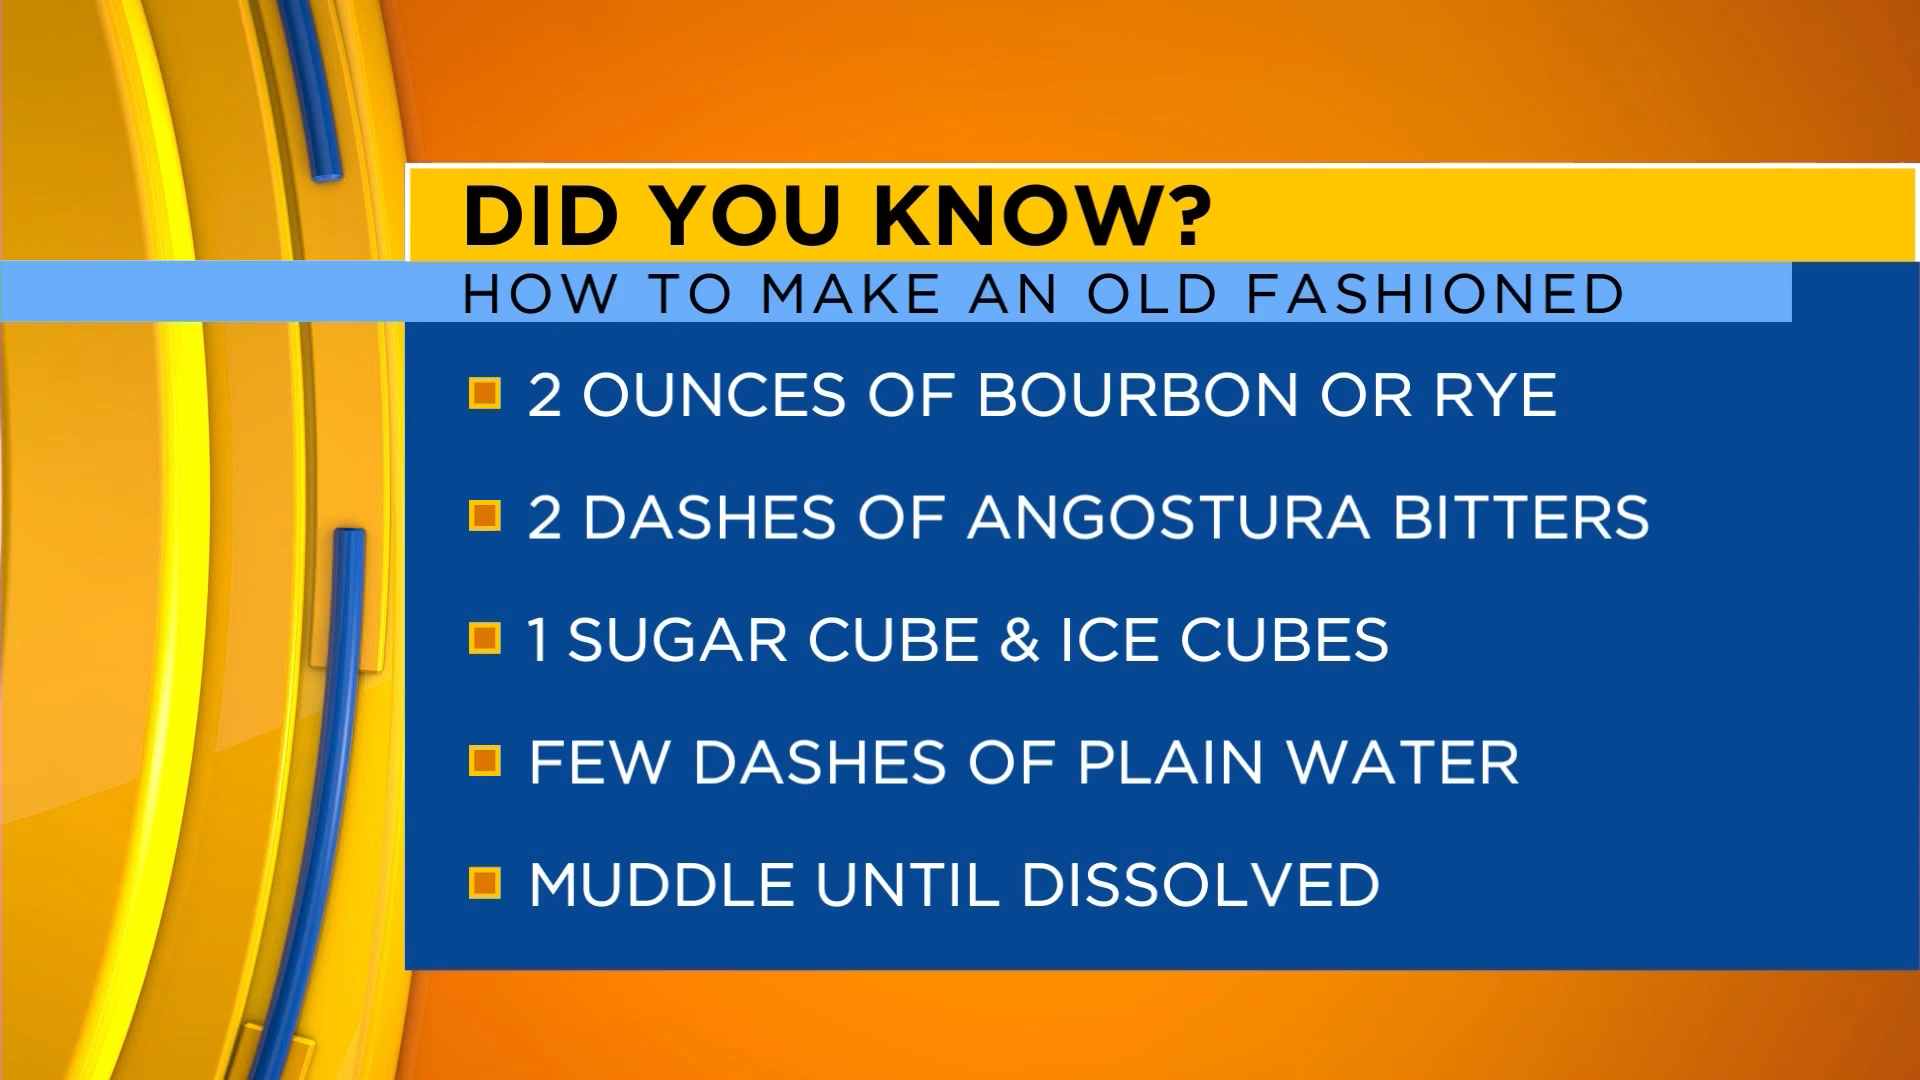 DID YOU KNOW?
HOW TO MAKE AN OLD FASHIONED
2 OUNCES OF BOURBON OR RYE
2 DASHES OF ANGOSTURA BITTERS
1 SUGAR CUBE & ICE CUBES
FEW DASHES OF PLAIN WATER
MUDDLE UNTIL DISSOLVED